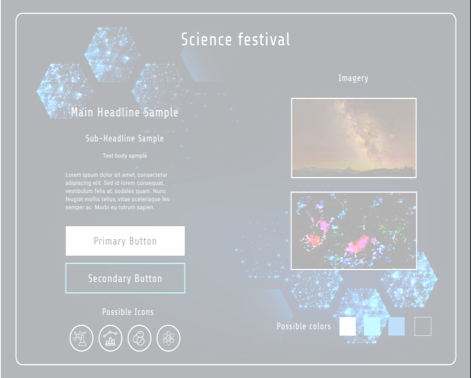 Science festival
Main Headline Sample
Sub-Headline Sample
Text body sample
Lorem ipsum dolor sit amet, consectetur
adipiscing elit. Sed id lorem consequat,
vestibulum felis at, sodales quam. Nunc
feugiat mollis tellus, vitae scelerisque leo
semper ac. Morbi eu rutrum sapien.
Primary Button
Secondary Button
Possible Icons
Imagery
Possible colors